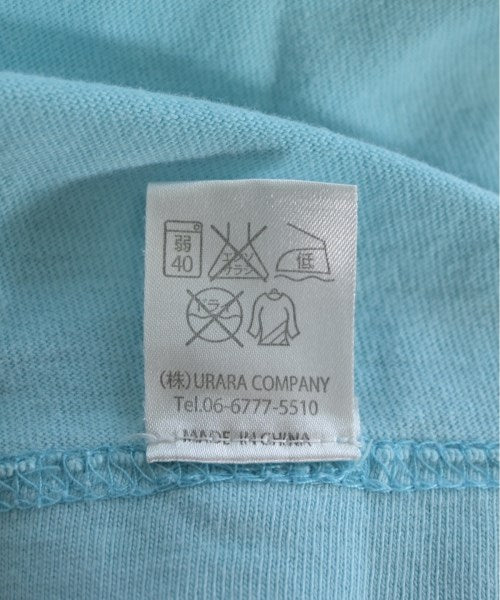 弱
40
エンソ
サラシ
低
ドライ
(株)URARA COMPANY
Tel.06-6777-5510
MADE IN CHINA